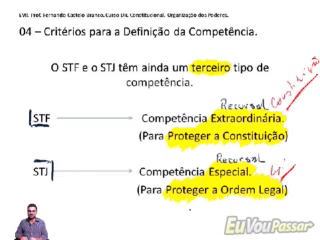 EVP. Prof. Fernando Castelo Branco. Curso Dir. Constitucional. Organização dos Poderes.
04 – Critérios para a Definição da Competência.
O STF e o STJ têm ainda um terceiro tipo de
competência.
Recursal
Constituição
STF
Competência Extraordinária.
(Para Proteger a Constituição)
Recursal
STJ
Competência Especial.
Lei
(Para Proteger a Ordem Legal)
EuVouPassar